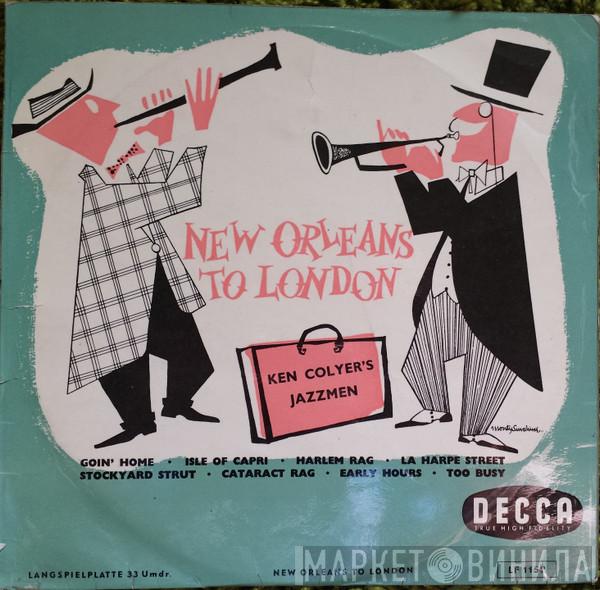 NEW ORLEANS
TO LONDON
KEN COLYER'S
JAZZMEN
GOIN' HOME · ISLE OF CAPRI · HARLEM RAG · LA HARPE STREET
STOCKYARD STRUT · CATARACT RAG · EARLY HOURS · TOO BUSY
DECCA
TRUE HIGH FIDELITY
LANGSPIELPLATTE 33 Umdr.
NEW ORLEANS TO LONDON
МАРКЕТ ВИНИЛА